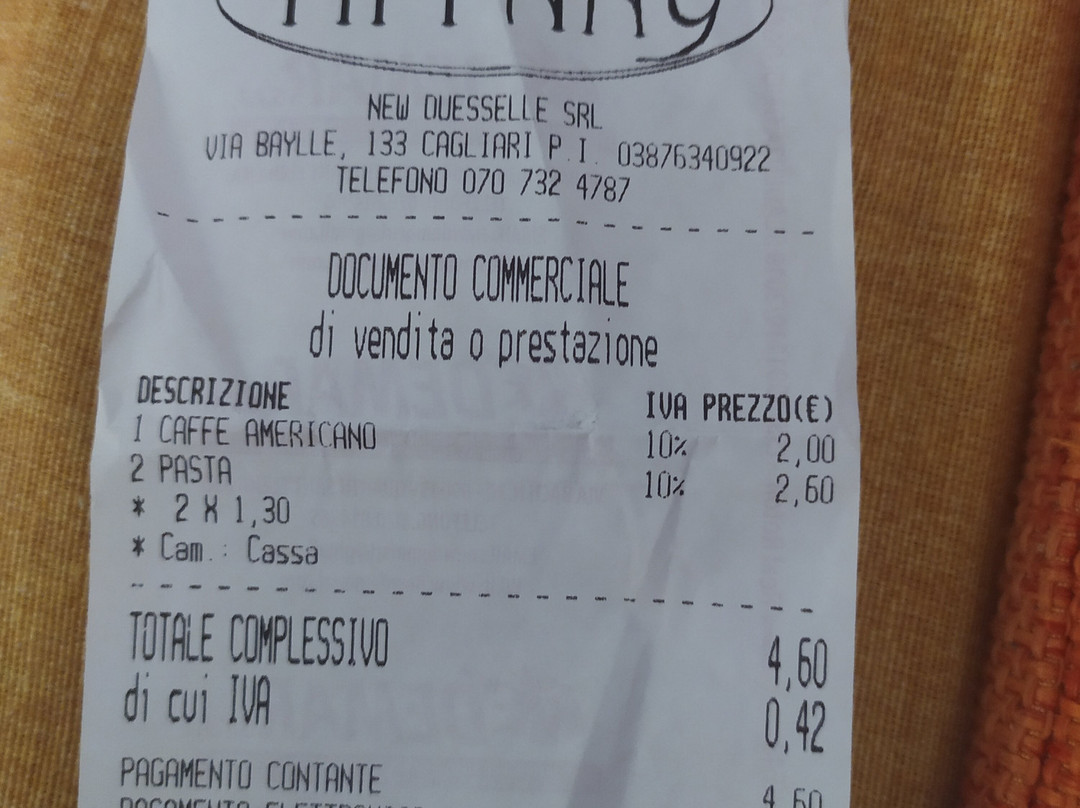 NEW DUESSELLE SRL
VIA BAYLLE, 133 CAGLIARI P.I. 03876340922
TELEFONO 070 732 4787
DOCUMENTO COMMERCIALE
di vendita o prestazione
DESCRIZIONE IVA PREZZO(€)
1 CAFFE AMERICANO 10% 2,00
2 PASTA 10% 2,60
* 2 X 1,30
* Cam.: Cassa
TOTALE COMPLESSIVO 4,60
di cui IVA 0,42
PAGAMENTO CONTANTE 4,60